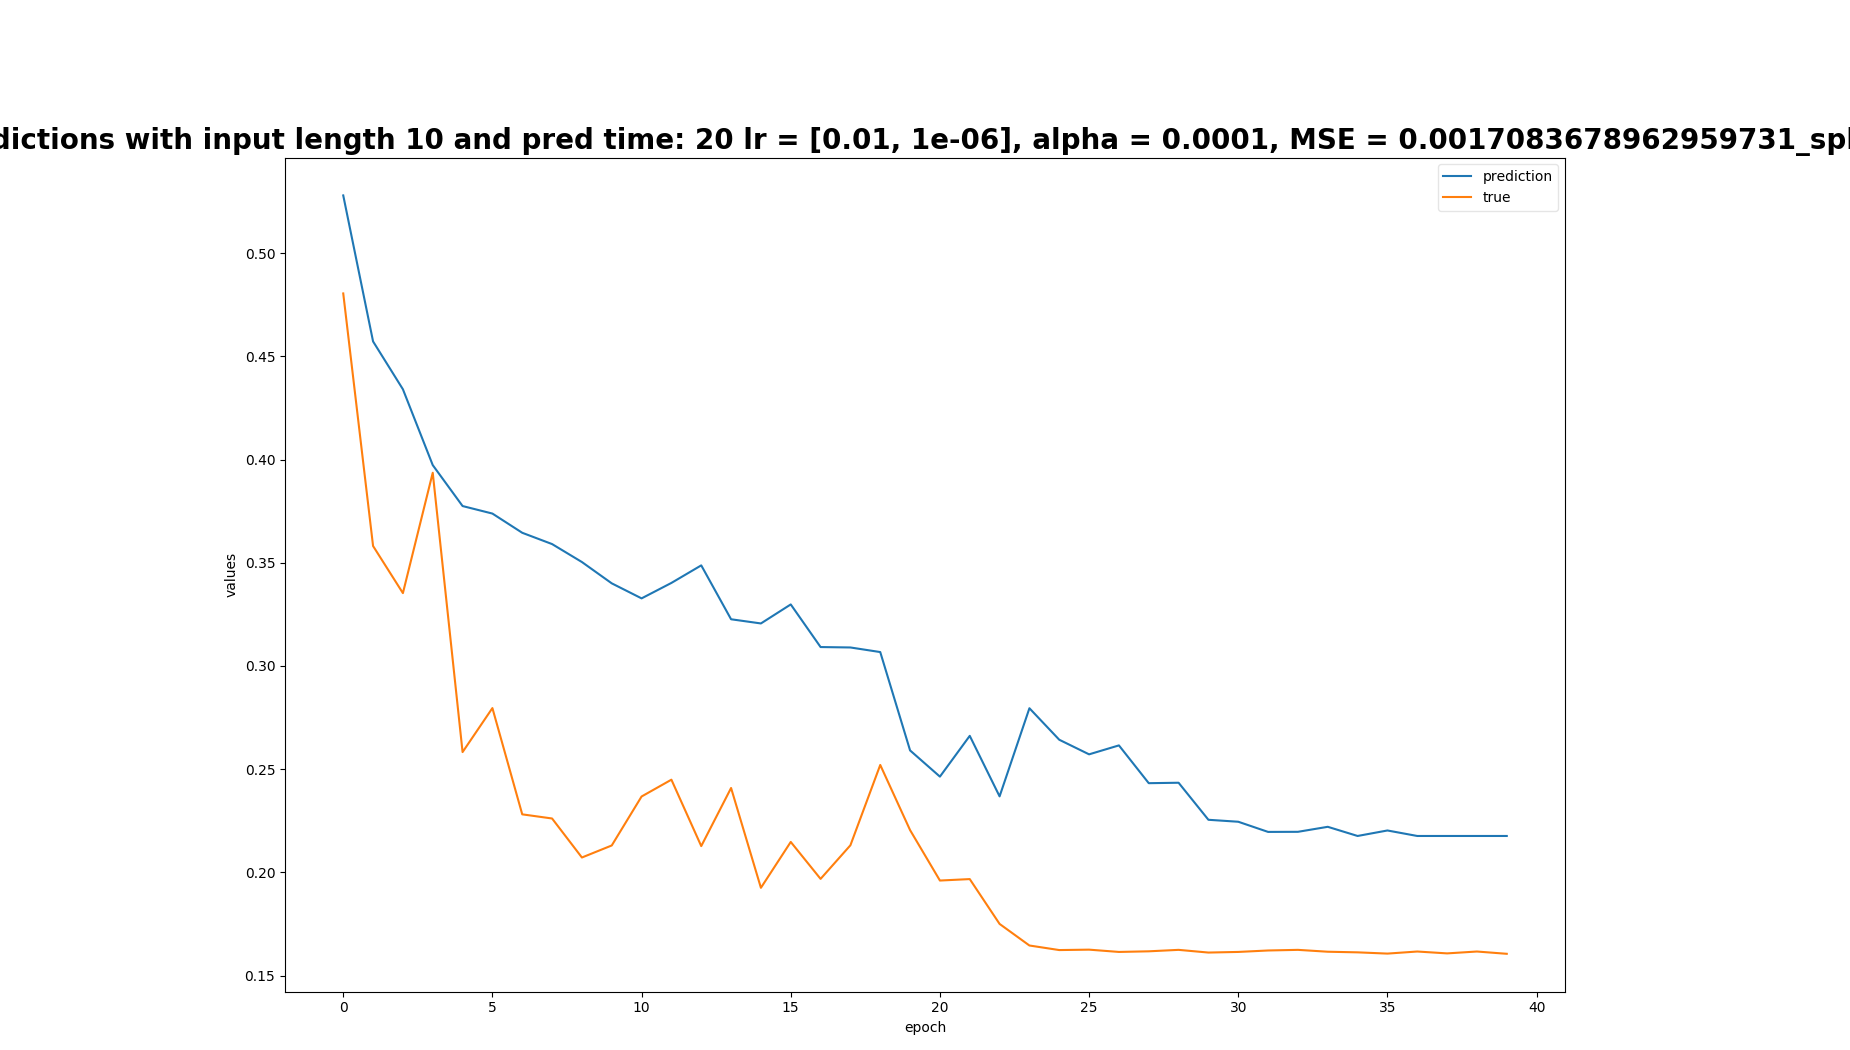 dictions with input length 10 and pred time: 20 lr = [0.01, 1e-06], alpha = 0.0001, MSE = 0.0017083678962959731_spl
prediction
true
0.50
0.45
0.40
0.35
0.30
0.25
0.20
0.15
values
0 5 10 15 20 25 30 35 40
epoch